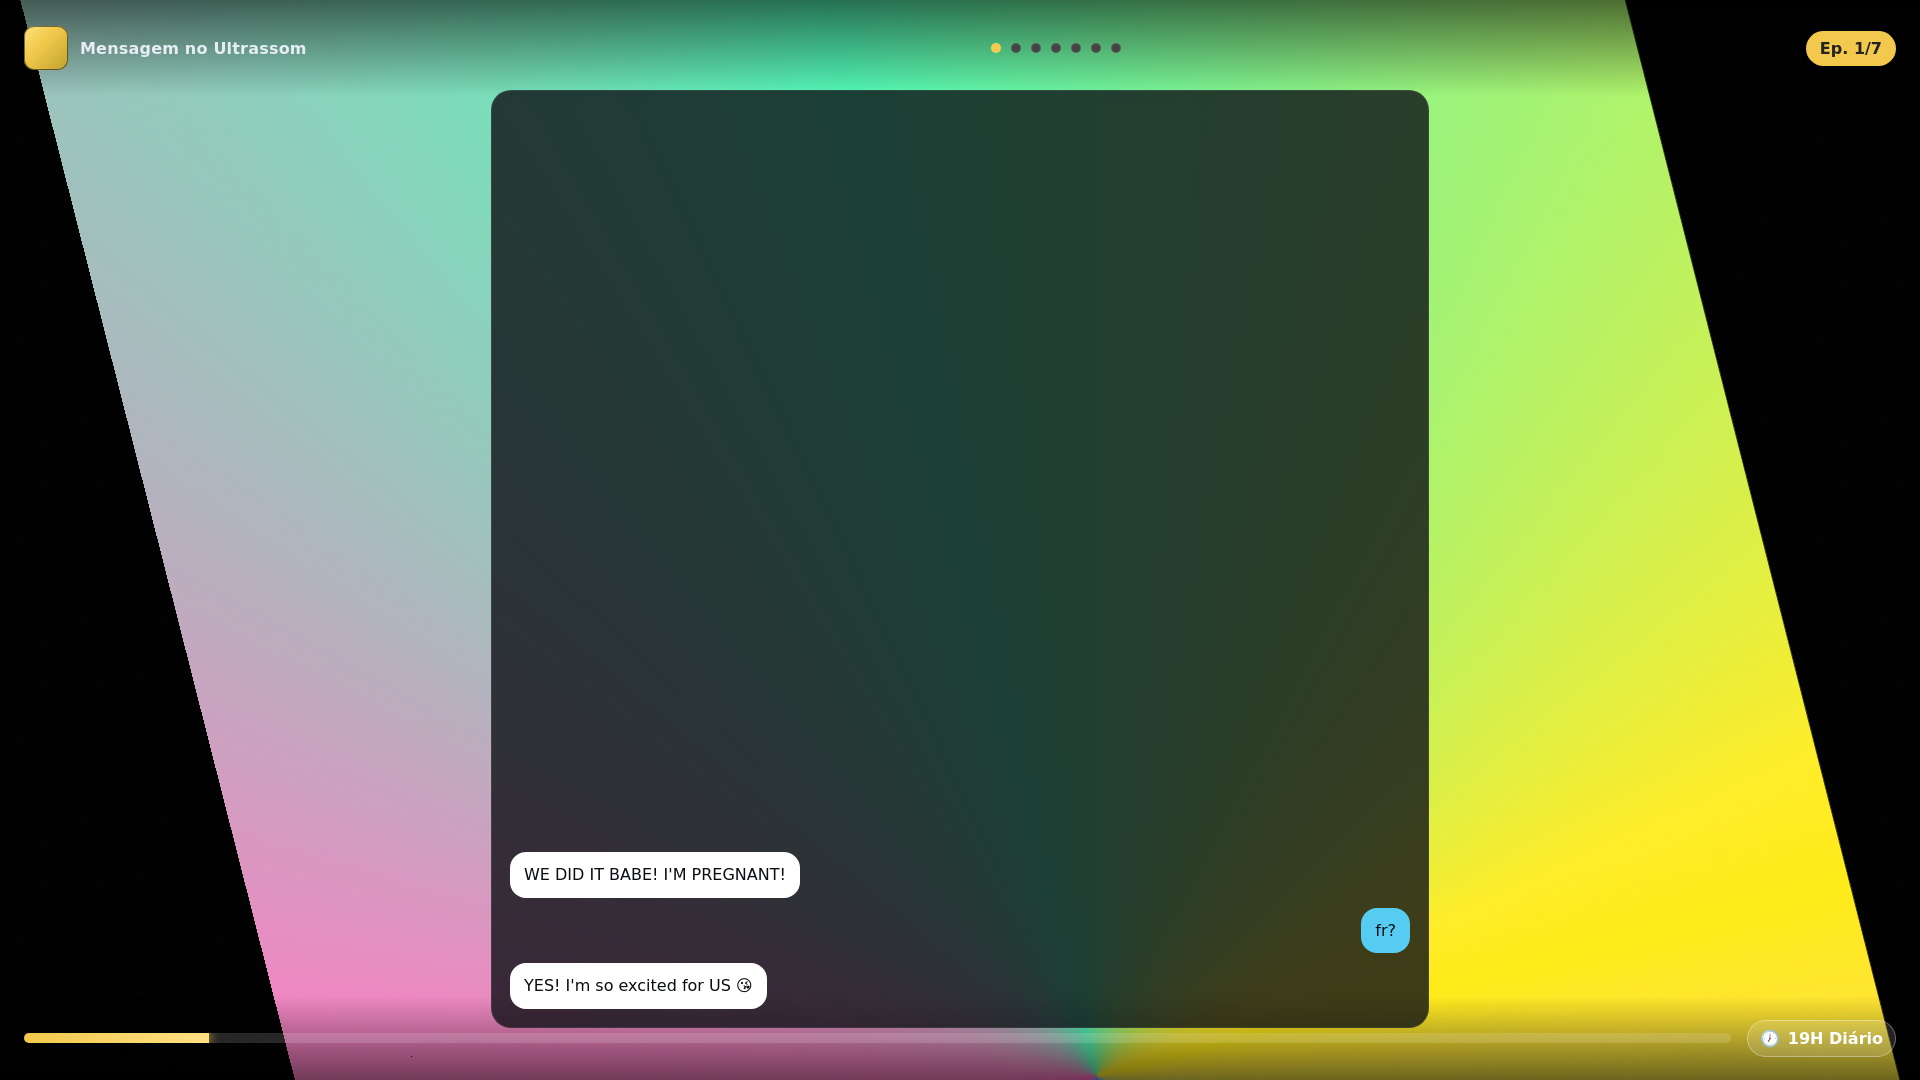 Mensagem no Ultrassom
Ep. 1/7
WE DID IT BABE! I'M PREGNANT!
fr?
YES! I'm so excited for US 😘
🕖 19H Diário